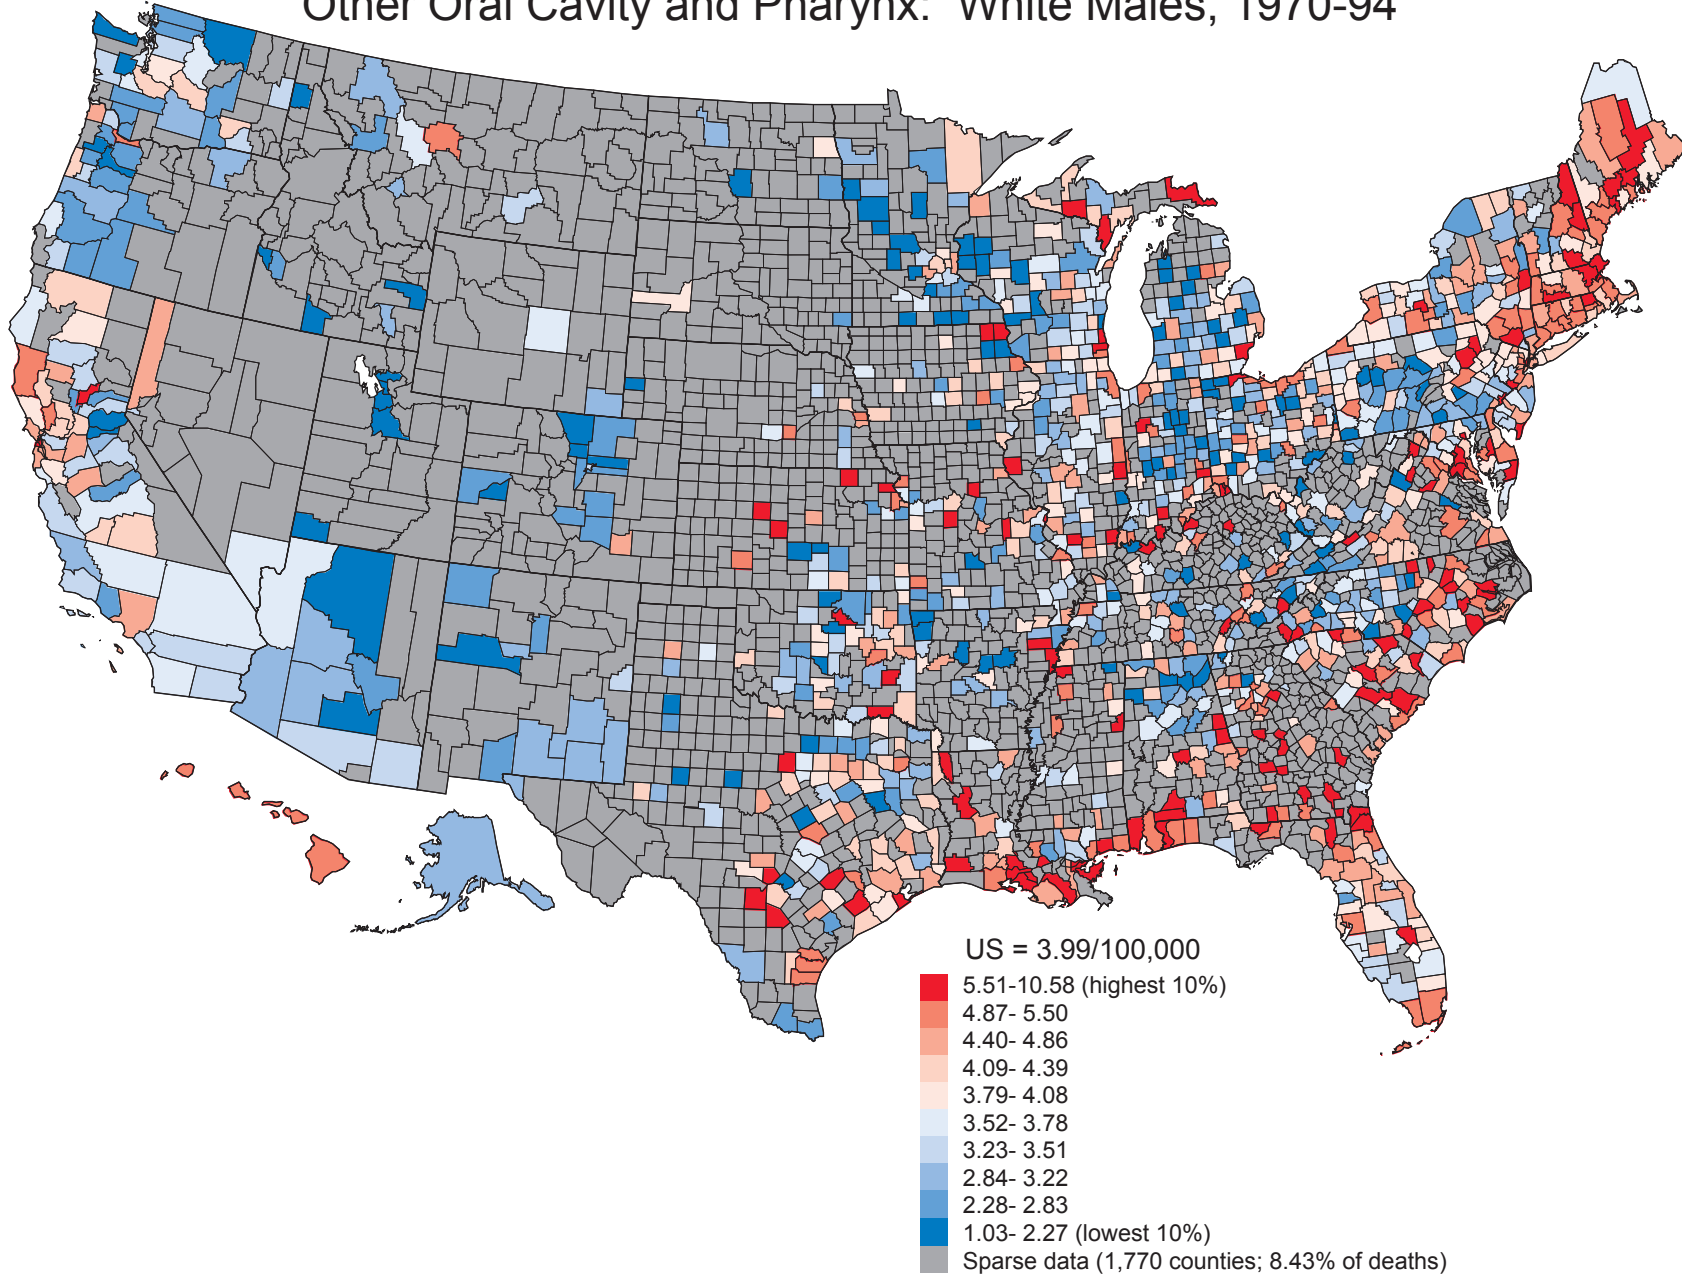 Other Oral Cavity and Pharynx: White Males, 1970-94
US = 3.99/100,000
5.51-10.58 (highest 10%)
4.87- 5.50
4.40- 4.86
4.09- 4.39
3.79- 4.08
3.52- 3.78
3.23- 3.51
2.84- 3.22
2.28- 2.83
1.03- 2.27 (lowest 10%)
Sparse data (1,770 counties; 8.43% of deaths)